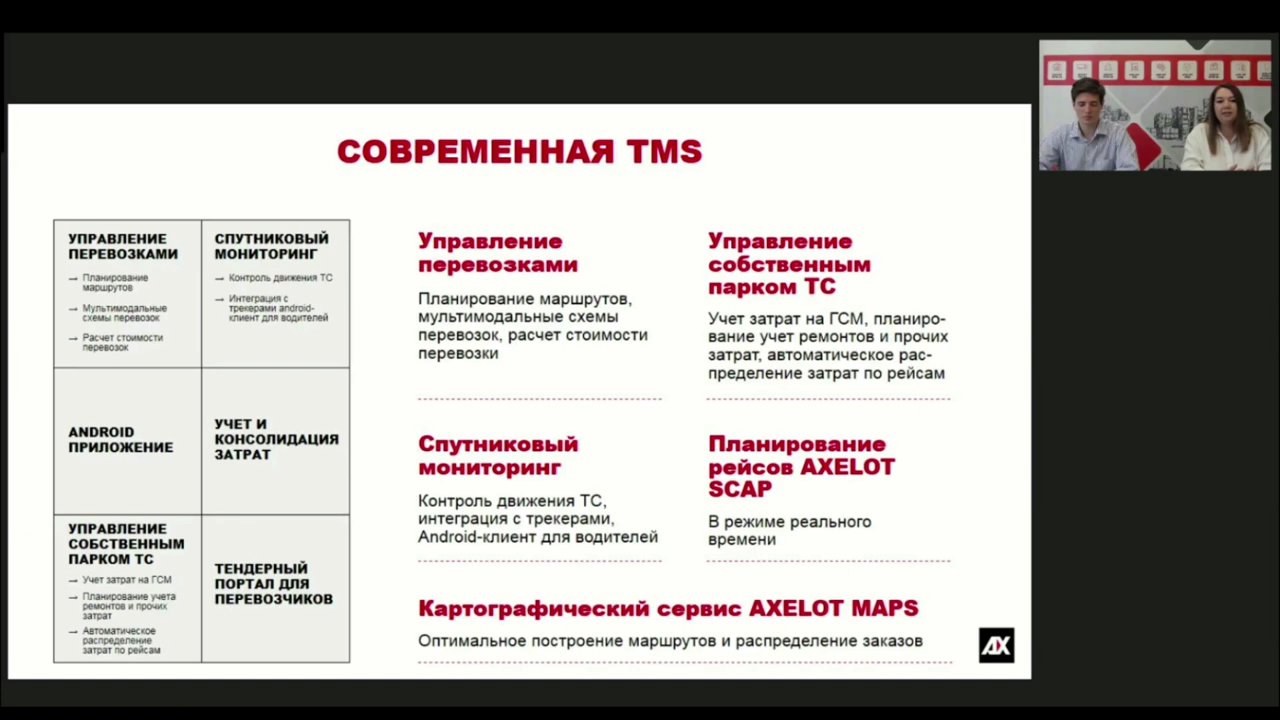 СОВРЕМЕННАЯ TMS
УПРАВЛЕНИЕ
ПЕРЕВОЗКАМИ
→ Планирование
маршрутов
→ Мультимодальные
схемы перевозок
→ Расчет стоимости
перевозок
СПУТНИКОВЫЙ
МОНИТОРИНГ
→ Контроль движения ТС
→ Интеграция с
трекерами android-
клиент для водителей
ANDROID
ПРИЛОЖЕНИЕ
УЧЕТ И
КОНСОЛИДАЦИЯ
ЗАТРАТ
УПРАВЛЕНИЕ
СОБСТВЕННЫМ
ПАРКОМ ТС
→ Учет затрат на ГСМ
→ Планирование учета
ремонтов и прочих
затрат
→ Автоматическое
распределение
затрат по рейсам
ТЕНДЕРНЫЙ
ПОРТАЛ ДЛЯ
ПЕРЕВОЗЧИКОВ
Управление
перевозками
Планирование маршрутов,
мультимодальные схемы
перевозок, расчет стоимости
перевозки
Управление
собственным
парком ТС
Учет затрат на ГСМ, планиро-
вание учет ремонтов и прочих
затрат, автоматическое рас-
пределение затрат по рейсам
Спутниковый
мониторинг
Контроль движения ТС,
интеграция с трекерами,
Android-клиент для водителей
Планирование
рейсов AXELOT
SCAP
В режиме реального
времени
Картографический сервис AXELOT MAPS
Оптимальное построение маршрутов и распределение заказов
AX